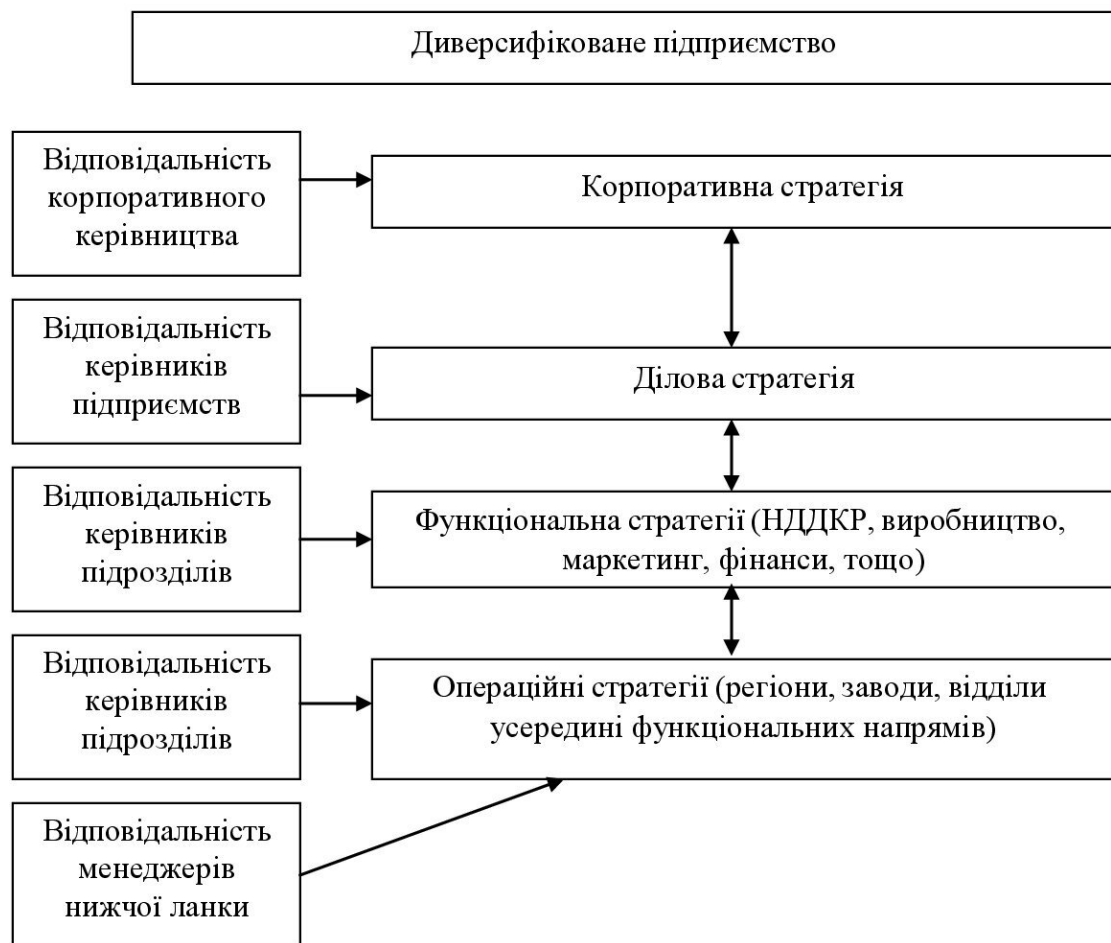 Диверсифіковане підприємство
Відповідальність
корпоративного
керівництва
Корпоративна стратегія
Відповідальність
керівників
підприємств
Ділова стратегія
Відповідальність
керівників
підрозділів
Функціональна стратегії (НДДКР, виробництво,
маркетинг, фінанси, тощо)
Відповідальність
керівників
підрозділів
Операційні стратегії (регіони, заводи, відділи
усередині функціональних напрямів)
Відповідальність
менеджерів
нижчої ланки